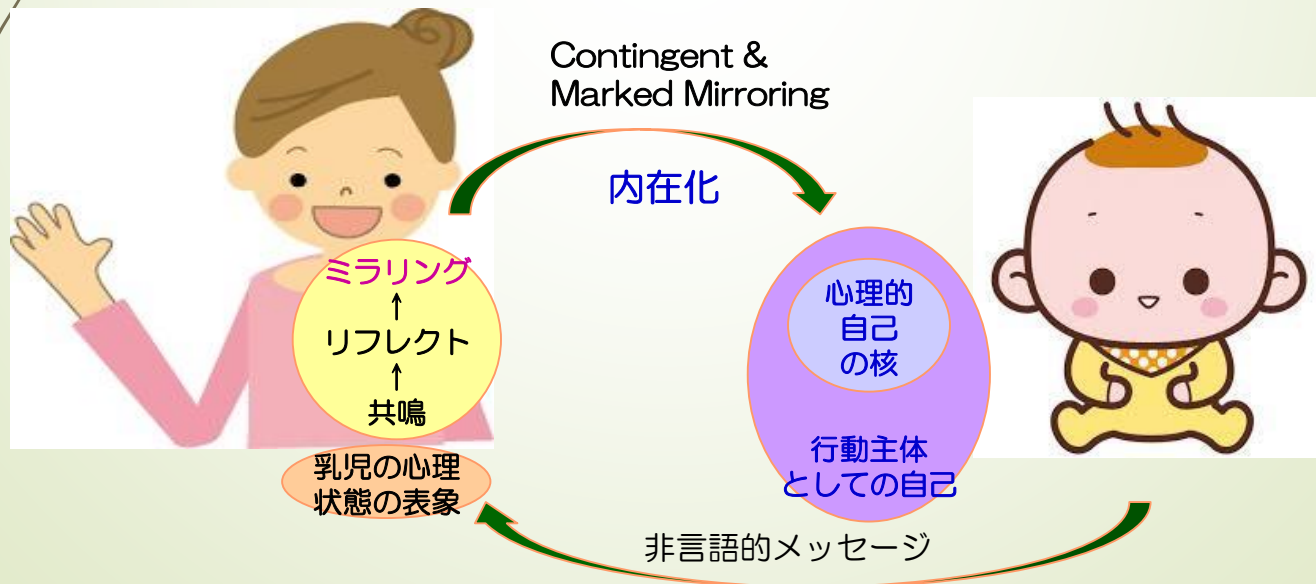 Contingent &
Marked Mirroring
内在化
ミラリング
↑
リフレクト
↑
共鳴
乳児の心理
状態の表象
心理的
自己
の核
行動主体
としての自己
非言語的メッセージ